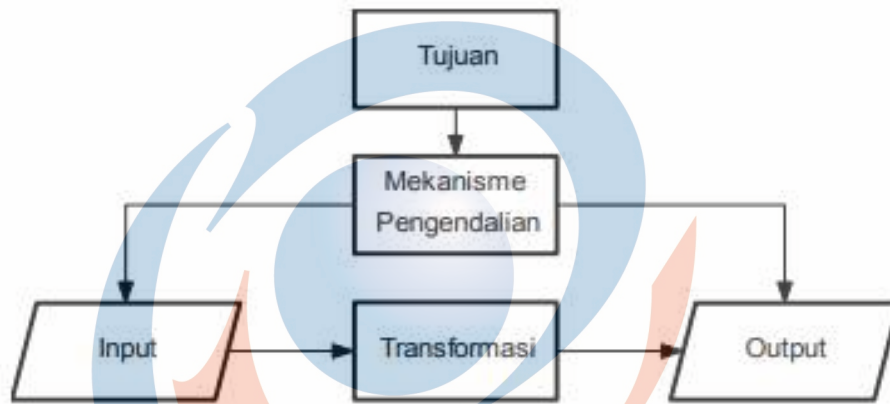 Tujuan
Mekanisme
Pengendalian
Input
Transformasi
Output